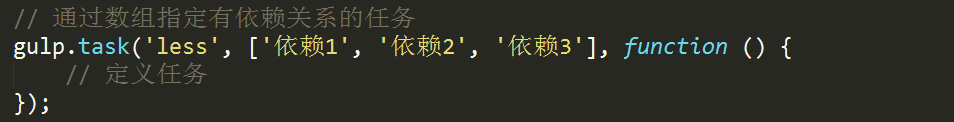 // 通过数组指定有依赖关系的任务
gulp.task('less', ['依赖1', '依赖2', '依赖3'], function () {
    // 定义任务
});